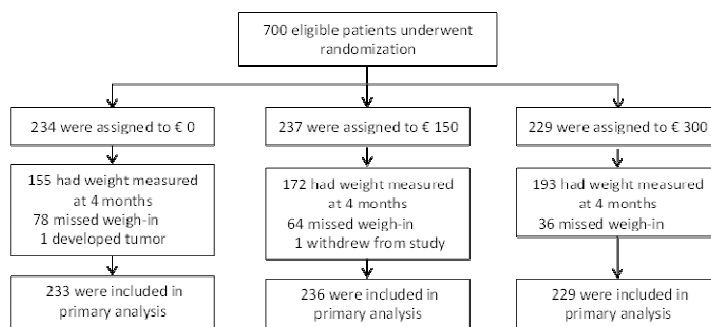 700 eligible patients underwent
randomization
234 were assigned to € 0
237 were assigned to € 150
229 were assigned to € 300
155 had weight measured
at 4 months
78 missed weigh-in
1 developed tumor
172 had weight measured
at 4 months
64 missed weigh-in
1 withdrew from study
193 had weight measured
at 4 months
36 missed weigh-in
233 were included in
primary analysis
236 were included in
primary analysis
229 were included in
primary analysis